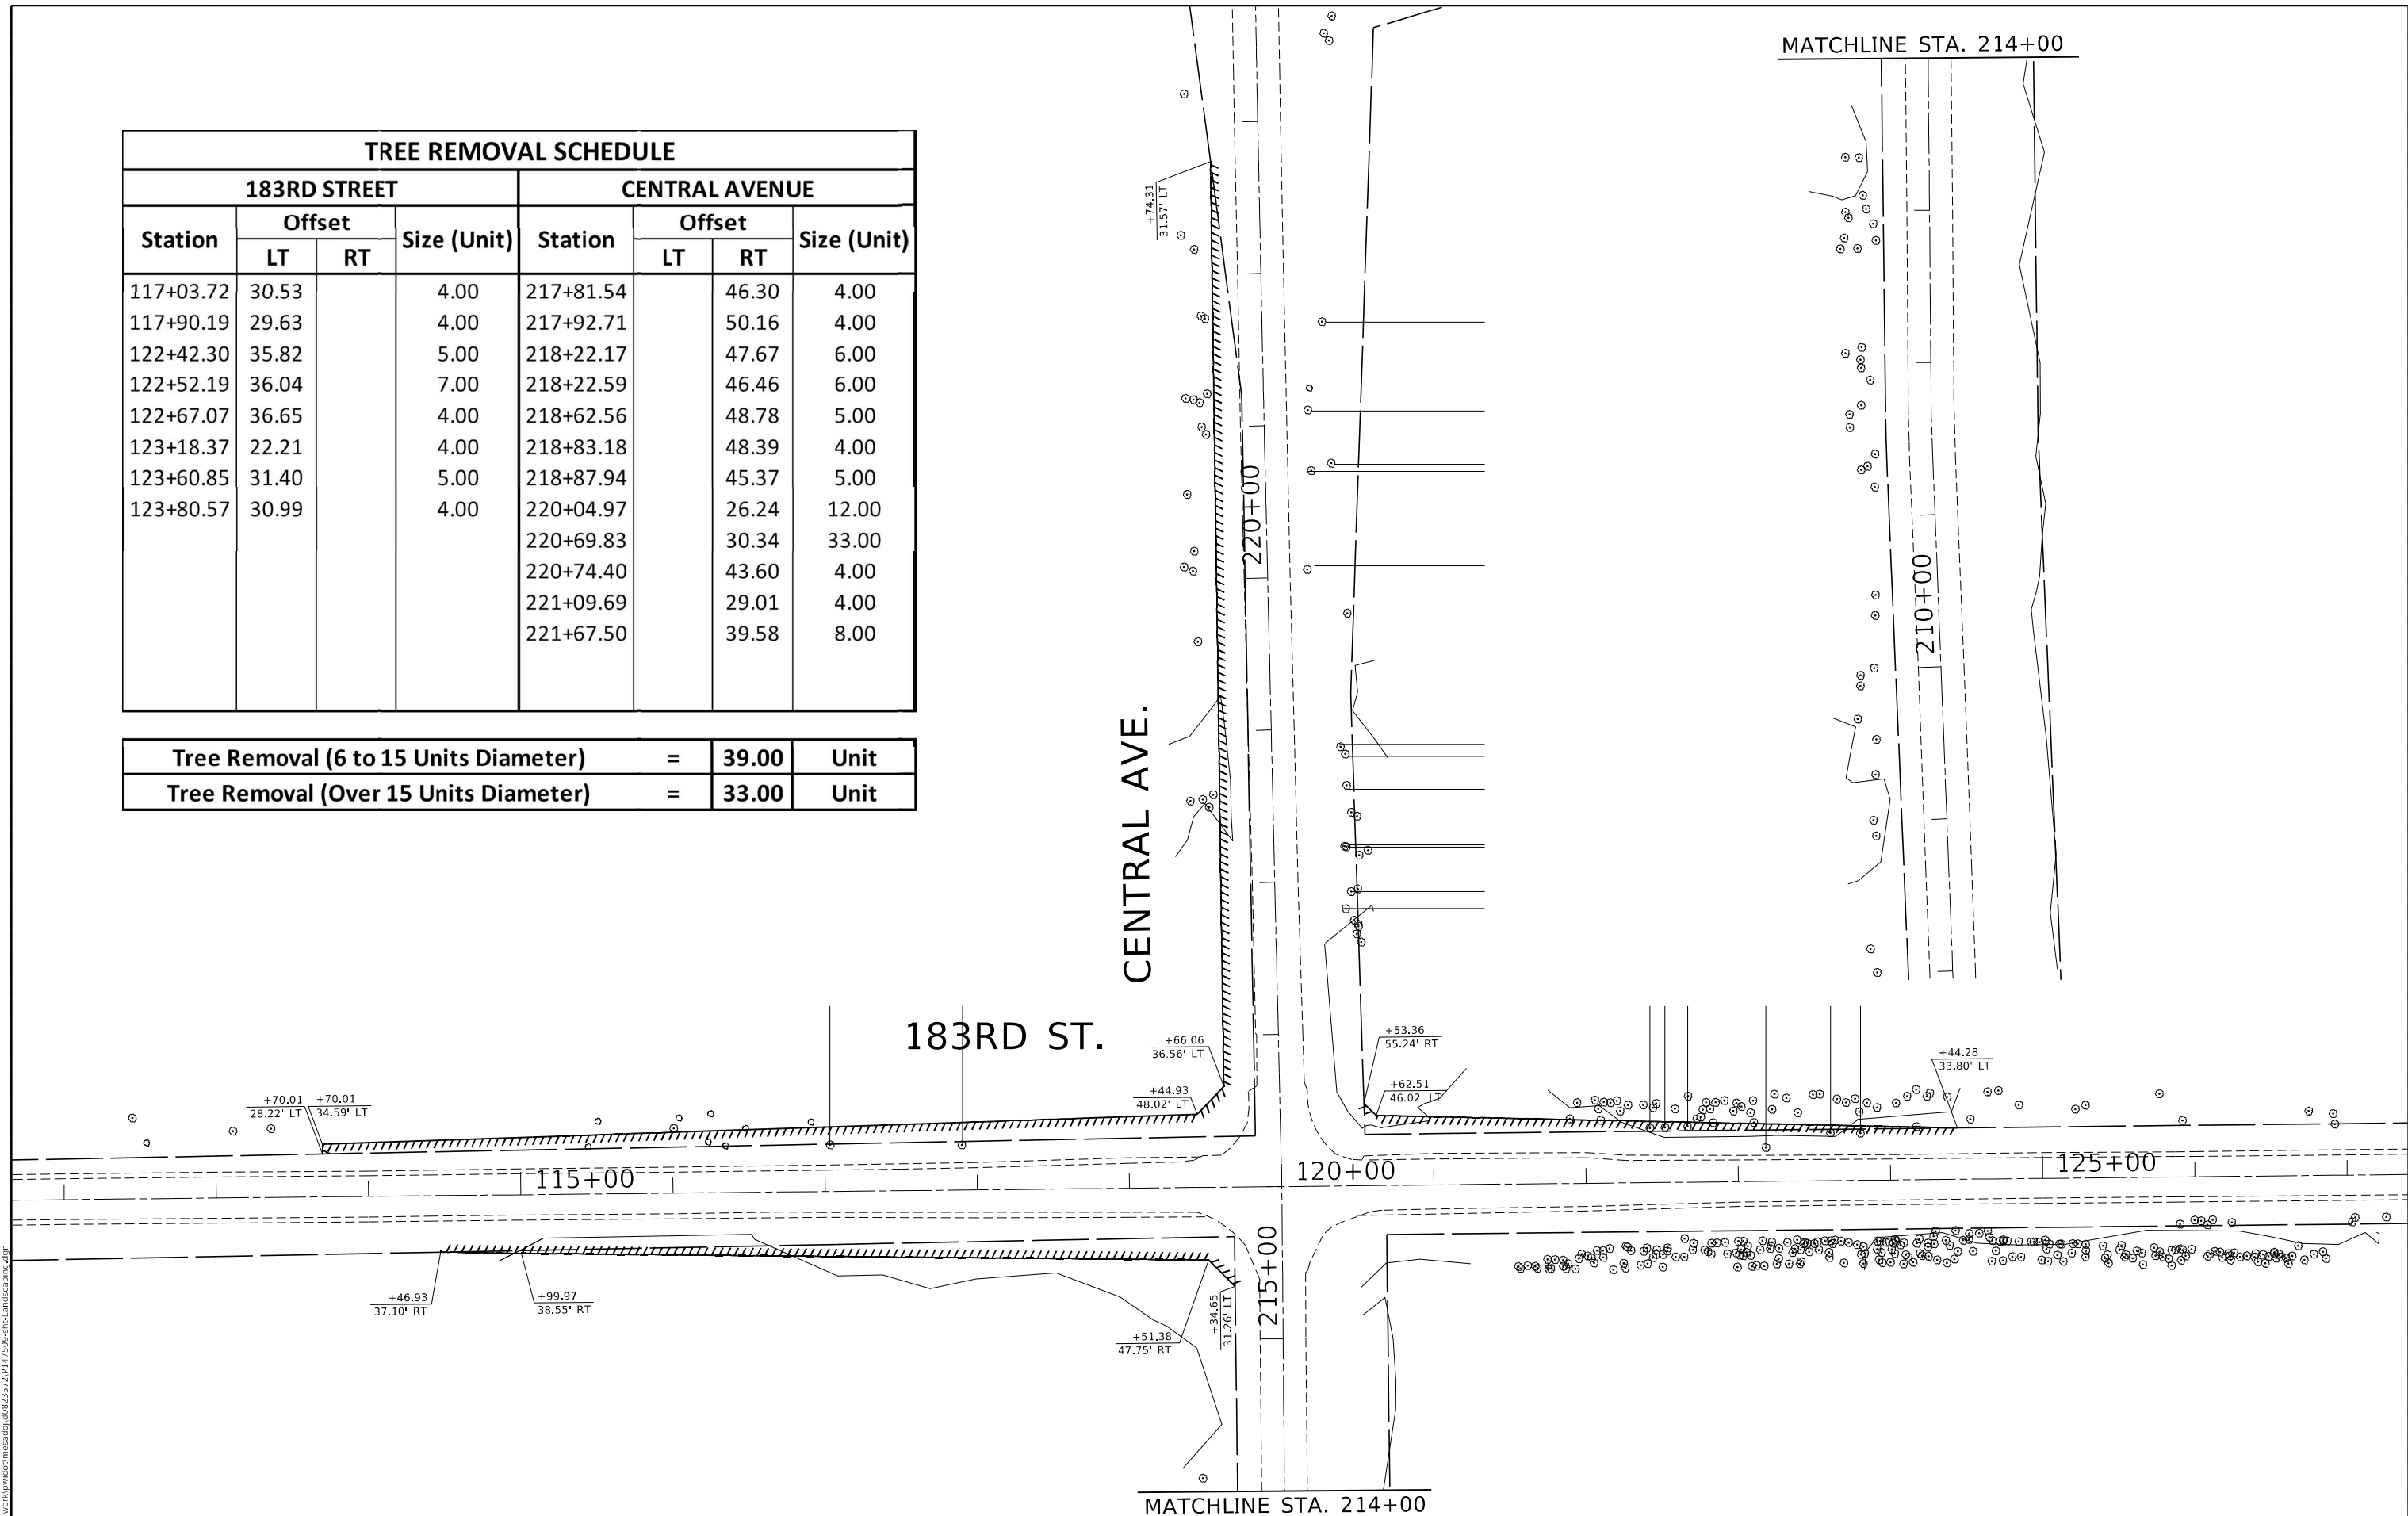 MATCHLINE STA. 214+00
TREE REMOVAL SCHEDULE
183RD STREET CENTRAL AVENUE
Station Offset Size (Unit) Station Offset Size (Unit)
LT RT LT RT
117+03.72 30.53 4.00 217+81.54 46.30 4.00
117+90.19 29.63 4.00 217+92.71 50.16 4.00
122+42.30 35.82 5.00 218+22.17 47.67 6.00
122+52.19 36.04 7.00 218+22.59 46.46 6.00
122+67.07 36.65 4.00 218+62.56 48.78 5.00
123+18.37 22.21 4.00 218+83.18 48.39 4.00
123+60.85 31.40 5.00 218+87.94 45.37 5.00
123+80.57 30.99 4.00 220+04.97 26.24 12.00
220+69.83 30.34 33.00
220+74.40 43.60 4.00
221+09.69 29.01 4.00
221+67.50 39.58 8.00
Tree Removal (6 to 15 Units Diameter) = 39.00 Unit
Tree Removal (Over 15 Units Diameter) = 33.00 Unit
+74.31
31.57' LT
220+00
210+00
CENTRAL AVE.
183RD ST.
+66.06
36.56' LT
+53.36
55.24' RT
+44.28
33.80' LT
+44.93
48.02' LT
+62.51
46.02' LT
+70.01
28.22' LT
+70.01
34.59' LT
115+00
120+00
125+00
215+00
+46.93
37.10' RT
+99.97
38.55' RT
+34.65
31.26' LT
+51.38
47.75' RT
MATCHLINE STA. 214+00